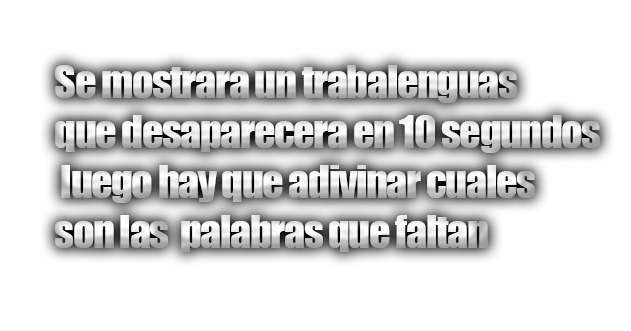 Se mostrara un trabalenguas
que desaparecera en 10 segundos
luego hay que adivinar cuales
son las palabras que faltan